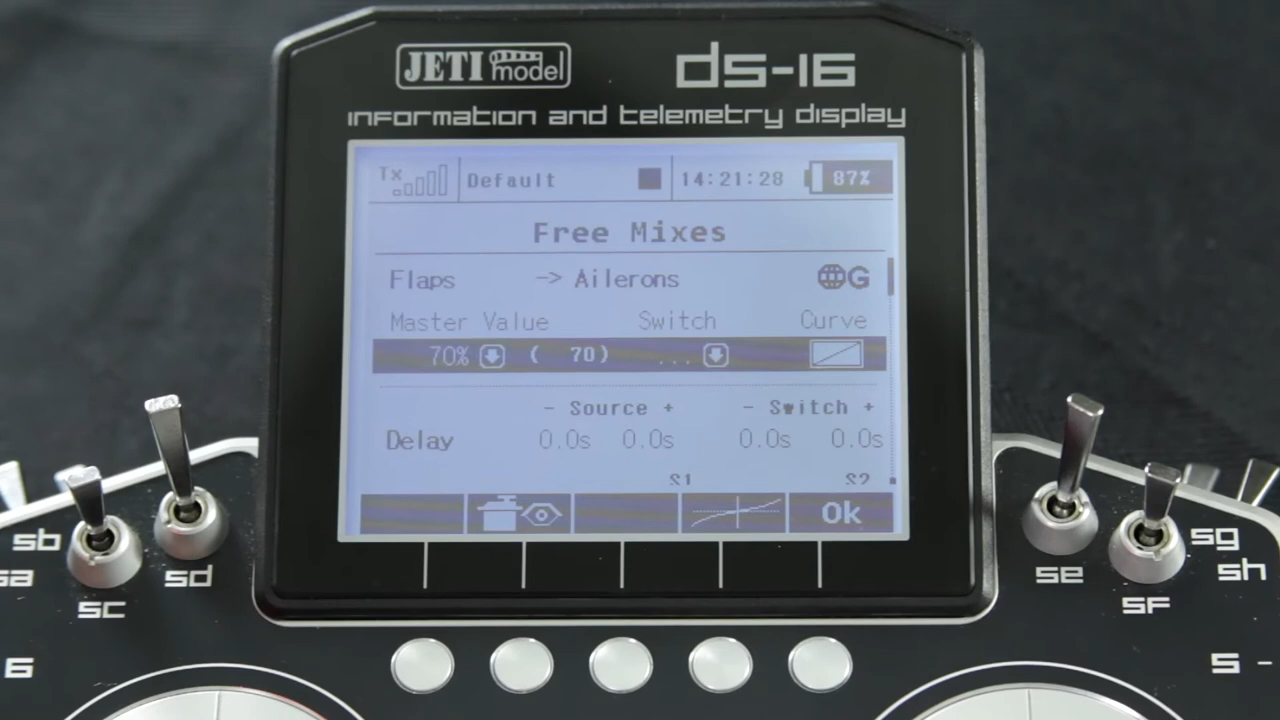 JETI model
ds-16
information and telemetry display
Tx Default 14:21:28 87%
Free Mixes
Flaps -> Ailerons G
Master Value Switch Curve
70% ( 70) ...
- Source + - Switch +
Delay 0.0s 0.0s 0.0s 0.0s
S1 S2
Ok
sb
sa
sc
sd
se
sf
sg
sh
6
5 -